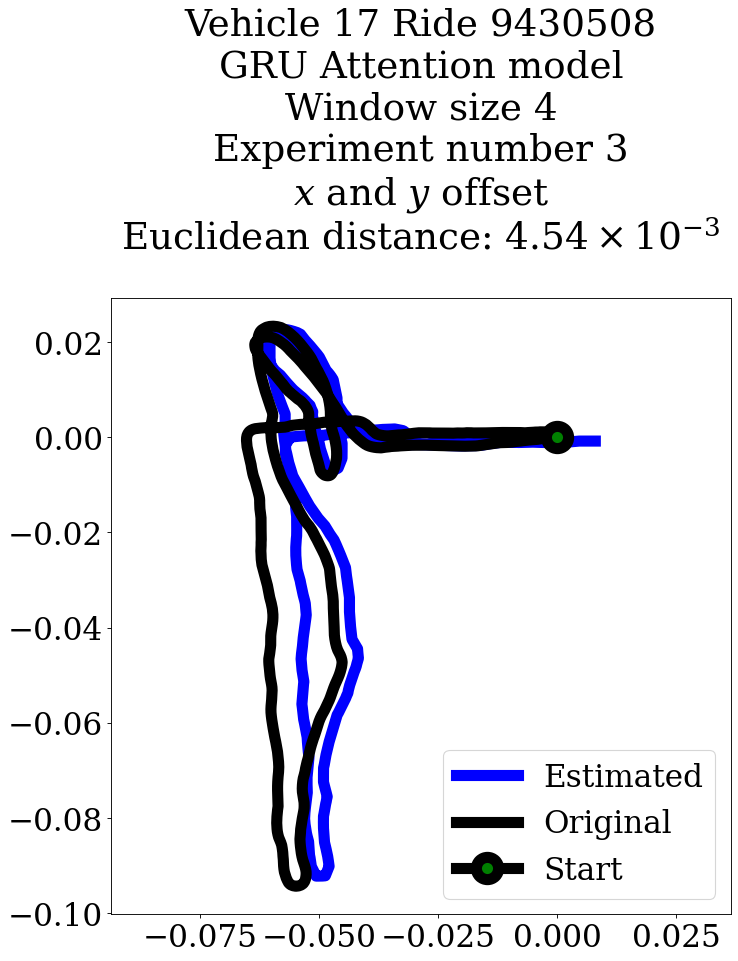 Vehicle 17 Ride 9430508
GRU Attention model
Window size 4
Experiment number 3
x and y offset
Euclidean distance: 4.54 × 10⁻³
0.02
0.00
−0.02
−0.04
−0.06
−0.08
−0.10
Estimated
Original
Start
−0.075 −0.050 −0.025 0.000 0.025